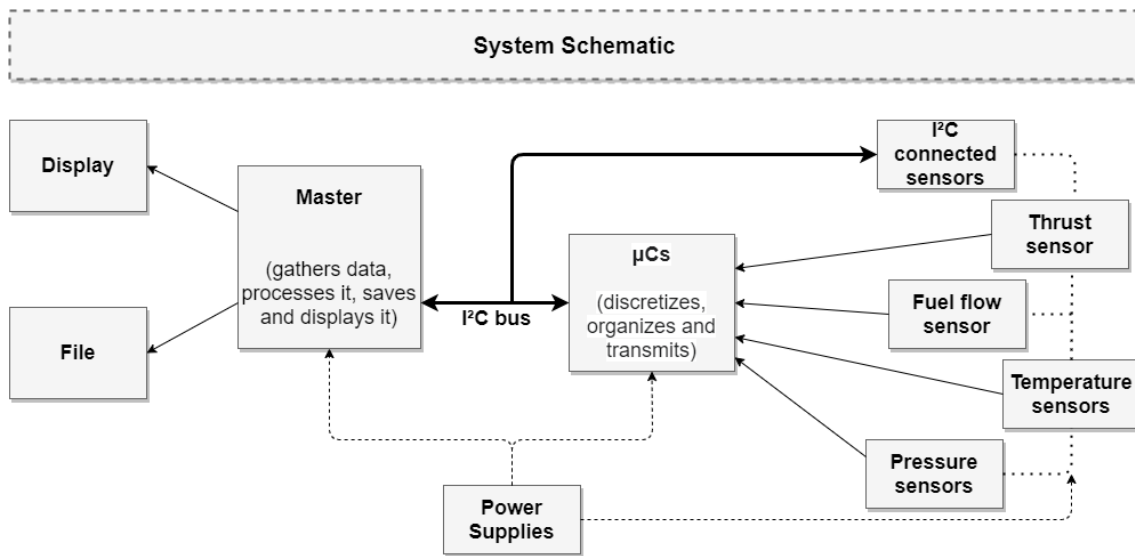 System Schematic
Display
File
Master
(gathers data,
processes it, saves
and displays it)
I²C bus
µCs
(discretizes,
organizes and
transmits)
I²C
connected
sensors
Thrust
sensor
Fuel flow
sensor
Temperature
sensors
Pressure
sensors
Power
Supplies